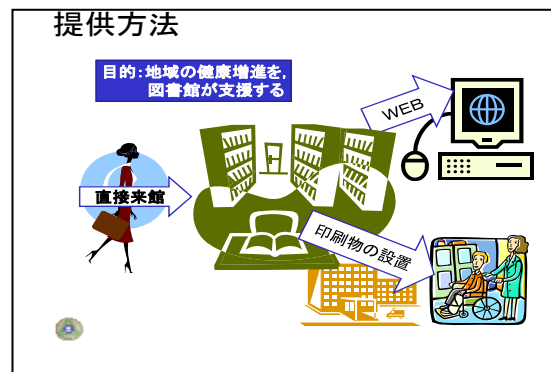 提供方法
目的：地域の健康増進を,
図書館が支援する
WEB
直接来館
印刷物の設置